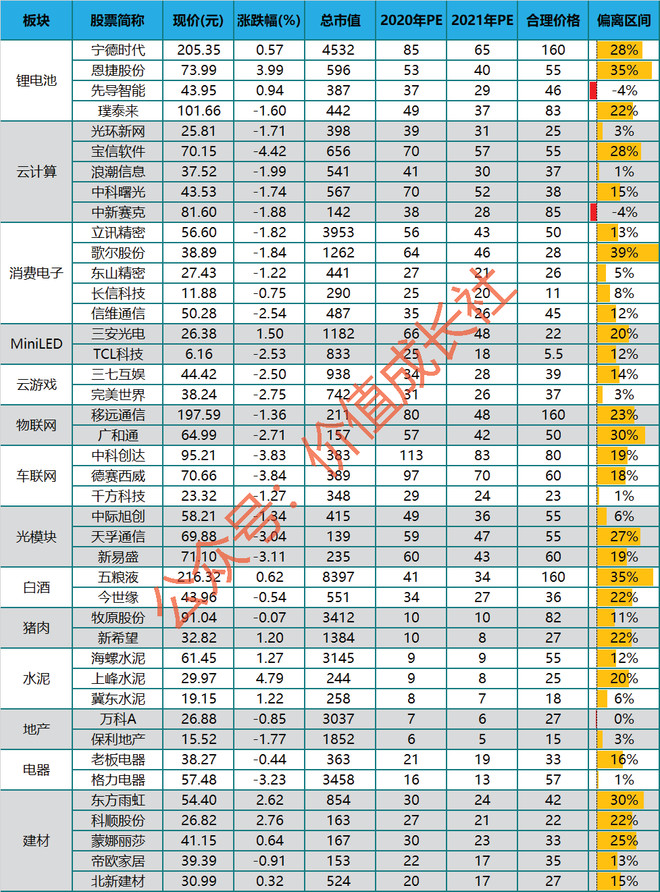 板块 股票简称 现价(元) 涨跌幅(%) 总市值 2020年PE 2021年PE 合理价格 偏离区间
锂电池 宁德时代 205.35 0.57 4532 85 65 160 28%
恩捷股份 73.99 3.99 596 53 40 55 35%
先导智能 43.95 0.94 387 37 29 46 -4%
璞泰来 101.66 -1.60 442 49 37 83 22%
云计算 光环新网 25.81 -1.71 398 39 31 25 3%
宝信软件 70.15 -4.42 656 70 57 55 28%
浪潮信息 37.52 -1.99 541 41 30 37 1%
中科曙光 43.53 -1.74 567 70 52 38 15%
中新赛克 81.60 -1.88 142 38 28 85 -4%
消费电子 立讯精密 56.60 -1.82 3953 56 43 50 13%
歌尔股份 38.89 -1.84 1262 64 46 28 39%
东山精密 27.43 -1.22 441 27 21 26 5%
长信科技 11.88 -0.75 290 25 20 11 8%
信维通信 50.28 -2.54 487 35 26 45 12%
MiniLED 三安光电 26.38 1.50 1182 66 48 22 20%
TCL科技 6.16 -2.53 833 25 18 5.5 12%
云游戏 三七互娱 44.42 -2.50 938 34 28 39 14%
完美世界 38.24 -2.75 742 31 26 37 3%
物联网 移远通信 197.59 -1.36 211 80 48 160 23%
广和通 64.99 -2.71 157 57 42 50 30%
车联网 中科创达 95.21 -3.83 383 113 83 80 19%
德赛西威 70.66 -3.84 389 97 70 60 18%
千方科技 23.32 -1.27 348 29 24 23 1%
光模块 中际旭创 58.21 -1.34 415 49 36 55 6%
天孚通信 69.88 -3.04 139 59 47 55 27%
新易盛 71.10 -3.11 235 60 43 60 19%
白酒 五粮液 216.32 0.62 8397 41 34 160 35%
今世缘 43.96 -0.54 551 34 27 36 22%
猪肉 牧原股份 91.04 -0.07 3412 10 10 82 11%
新希望 32.82 1.20 1384 10 8 27 22%
水泥 海螺水泥 61.45 1.27 3145 9 9 55 12%
上峰水泥 29.97 4.79 244 9 8 25 20%
冀东水泥 19.15 1.22 258 8 7 18 6%
地产 万科A 26.88 -0.85 3037 7 6 27 0%
保利地产 15.52 -1.77 1852 6 5 15 3%
电器 老板电器 38.27 -0.44 363 21 19 33 16%
格力电器 57.48 -3.23 3458 16 13 57 1%
建材 东方雨虹 54.40 2.62 854 30 24 42 30%
科顺股份 26.82 2.76 163 27 21 22 22%
蒙娜丽莎 41.15 0.64 167 30 23 33 25%
帝欧家居 39.39 -0.91 153 22 17 35 13%
北新建材 30.99 0.32 524 20 17 27 15%
公众号：价值成长社